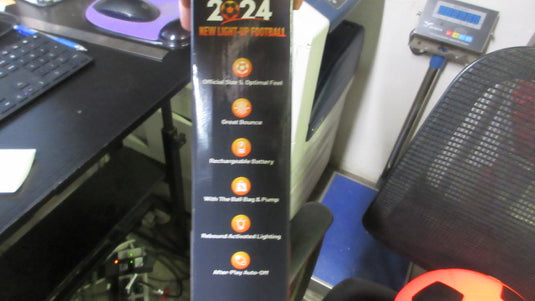 2024
NEW LIGHT-UP FOOTBALL
Official Size & Optimal Feel
Great Bounce
Rechargeable Battery
With The Ball Bag & Pump
Rebound Activated Lighting
After-Play Auto-Off